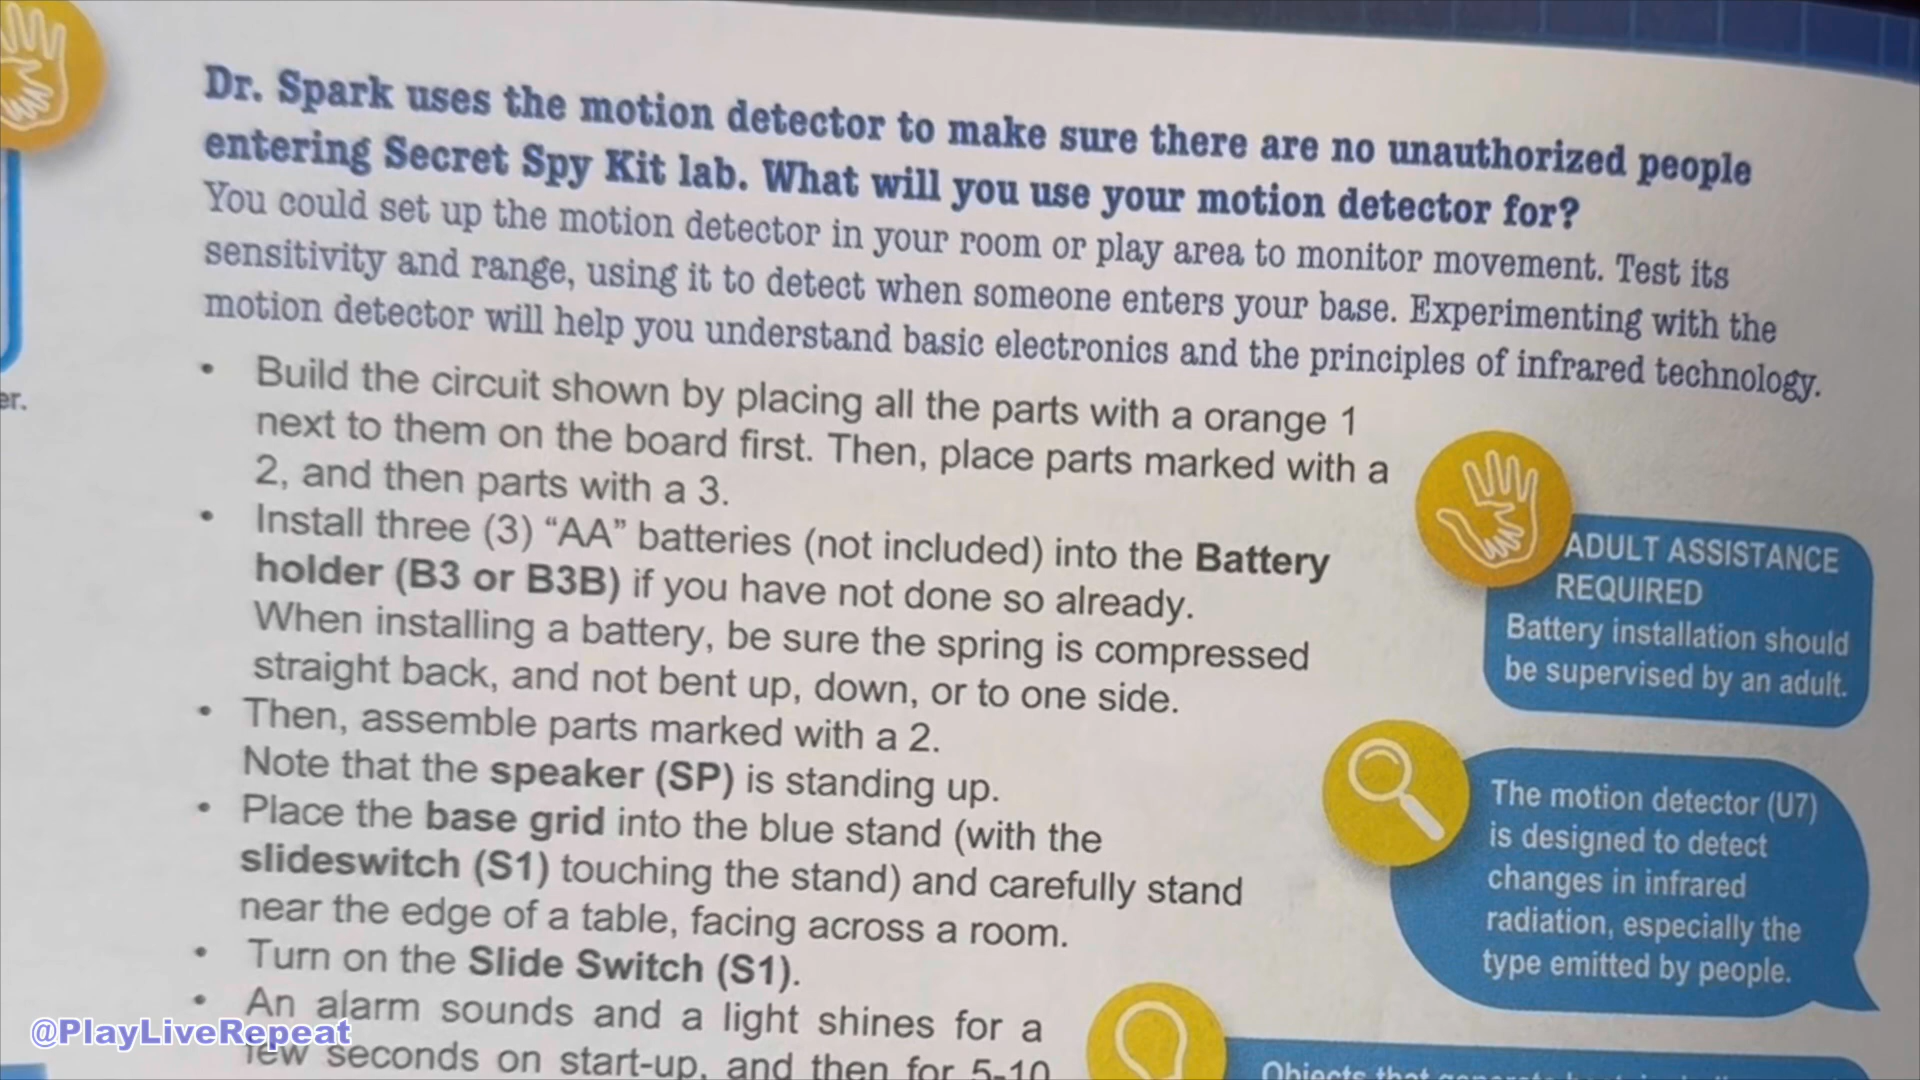 Dr. Spark uses the motion detector to make sure there are no unauthorized people
entering Secret Spy Kit lab. What will you use your motion detector for?
You could set up the motion detector in your room or play area to monitor movement. Test its
sensitivity and range, using it to detect when someone enters your base. Experimenting with the
motion detector will help you understand basic electronics and the principles of infrared technology.
er.
• Build the circuit shown by placing all the parts with a orange 1
next to them on the board first. Then, place parts marked with a
2, and then parts with a 3.
• Install three (3) “AA” batteries (not included) into the Battery
holder (B3 or B3B) if you have not done so already.
When installing a battery, be sure the spring is compressed
straight back, and not bent up, down, or to one side.
• Then, assemble parts marked with a 2.
Note that the speaker (SP) is standing up.
• Place the base grid into the blue stand (with the
slideswitch (S1) touching the stand) and carefully stand
near the edge of a table, facing across a room.
• Turn on the Slide Switch (S1).
• An alarm sounds and a light shines for a
few seconds on start-up, and then for 5-10
ADULT ASSISTANCE
REQUIRED
Battery installation should
be supervised by an adult.
The motion detector (U7)
is designed to detect
changes in infrared
radiation, especially the
type emitted by people.
Objects that
@PlayLiveRepeat